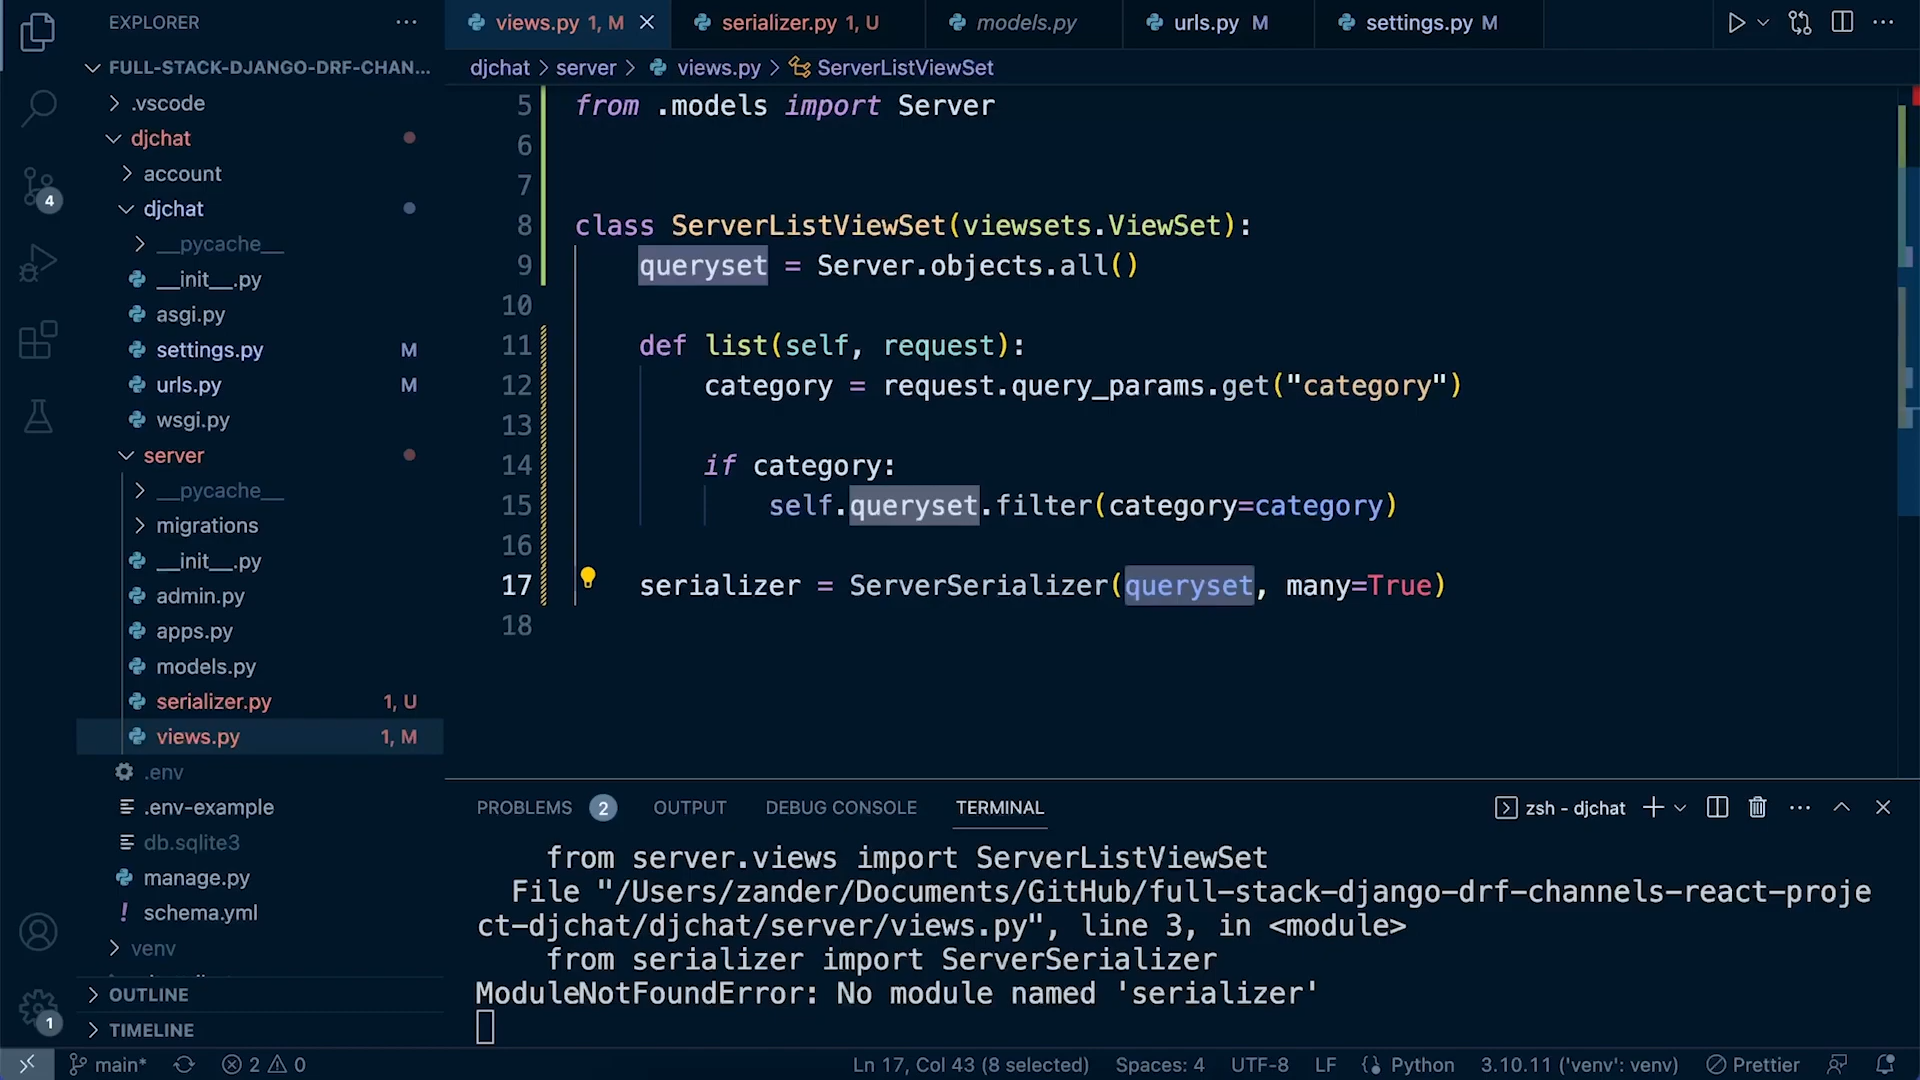 EXPLORER
FULL-STACK-DJANGO-DRF-CHAN...
.vscode
djchat
account
djchat
__pycache__
__init__.py
asgi.py
settings.py M
urls.py M
wsgi.py
server
__pycache__
migrations
__init__.py
admin.py
apps.py
models.py
serializer.py 1, U
views.py 1, M
.env
.env-example
db.sqlite3
manage.py
! schema.yml
venv
OUTLINE
TIMELINE
4
1
views.py 1, M
serializer.py 1, U
models.py
urls.py M
settings.py M
djchat > server > views.py > ServerListViewSet
5 from .models import Server
6
7
8 class ServerListViewSet(viewsets.ViewSet):
9 queryset = Server.objects.all()
10
11 def list(self, request):
12 category = request.query_params.get("category")
13
14 if category:
15 self.queryset.filter(category=category)
16
17 serializer = ServerSerializer(queryset, many=True)
18
PROBLEMS 2 OUTPUT DEBUG CONSOLE TERMINAL zsh - djchat
from server.views import ServerListViewSet
File "/Users/zander/Documents/GitHub/full-stack-django-drf-channels-react-proje
ct-djchat/djchat/server/views.py", line 3, in <module>
from serializer import ServerSerializer
ModuleNotFoundError: No module named 'serializer'
main* 2 0 Ln 17, Col 43 (8 selected) Spaces: 4 UTF-8 LF Python 3.10.11 ('venv': venv) Prettier